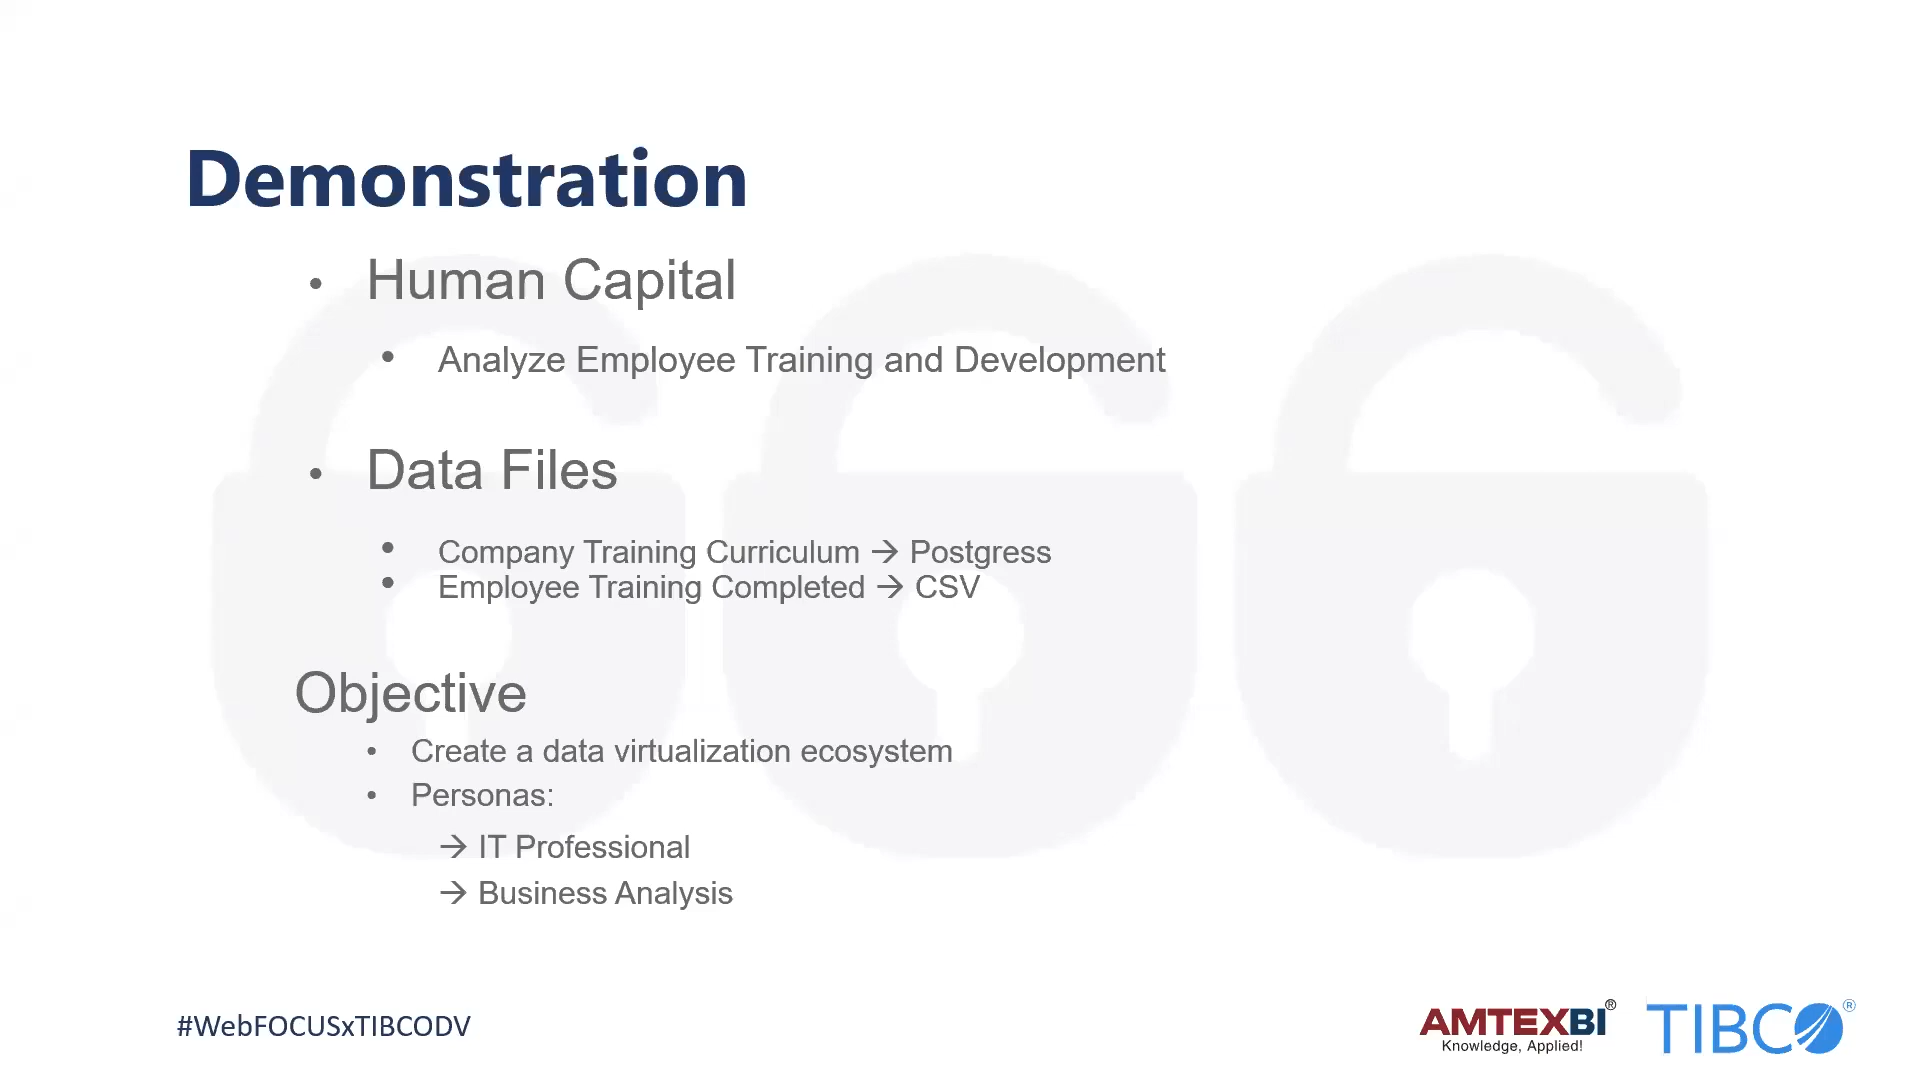 Demonstration
• Human Capital
• Analyze Employee Training and Development
• Data Files
• Company Training Curriculum → Postgress
• Employee Training Completed → CSV
Objective
• Create a data virtualization ecosystem
• Personas:
→ IT Professional
→ Business Analysis
#WebFOCUSxTIBCODV
AMTEXBI®
Knowledge, Applied!
TIBCO®